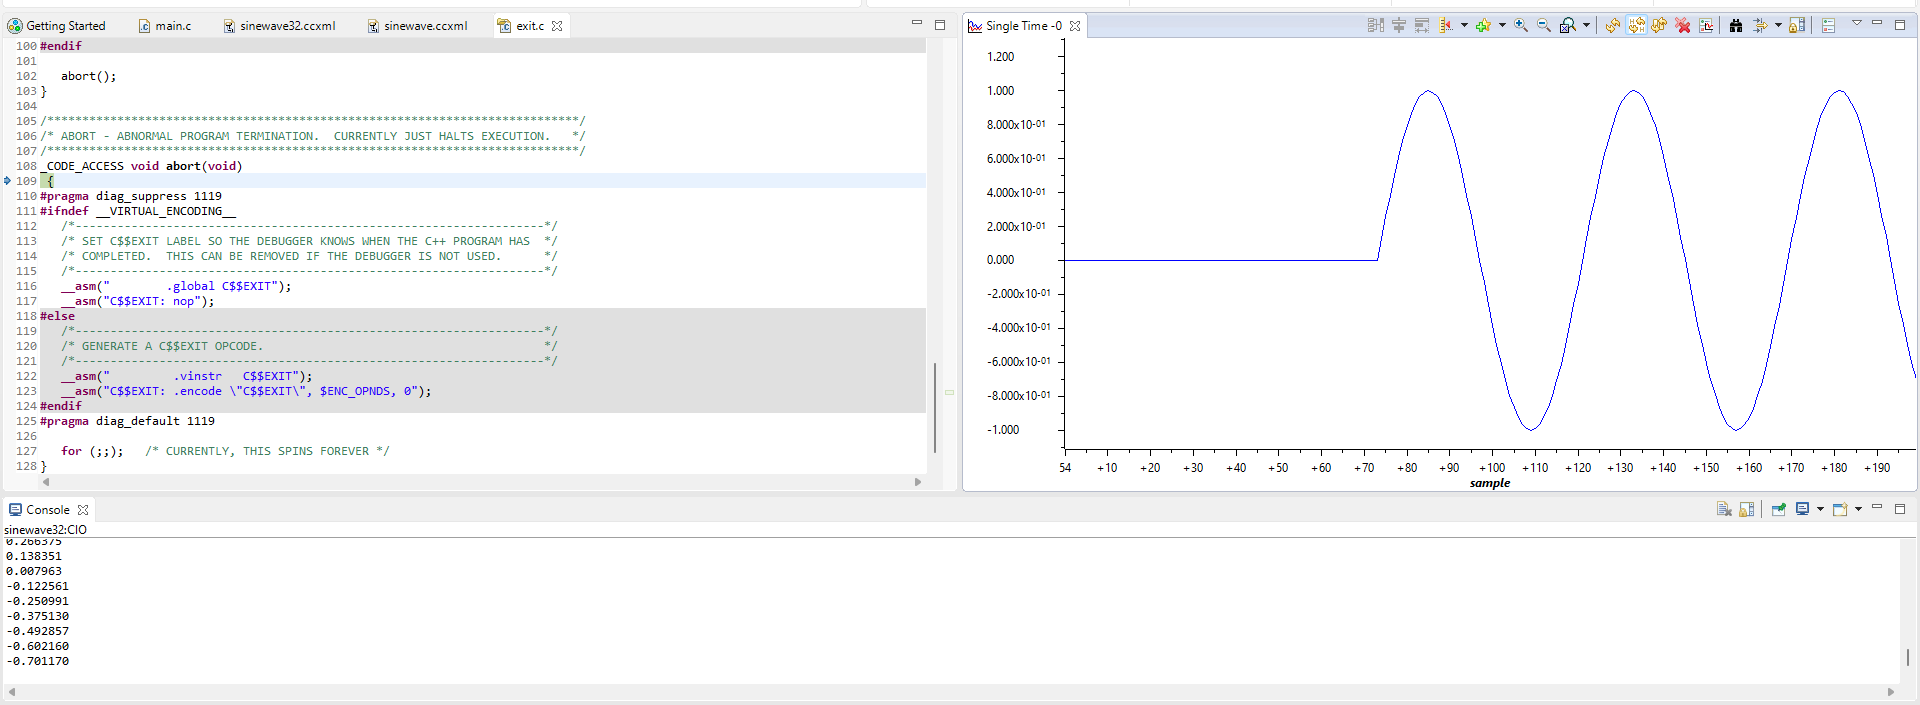 Getting Started
main.c
sinewave32.ccxml
sinewave.ccxml
exit.c
100 #endif
101
102 abort();
103 }
104
105 /****************************************************************************/
106 /* ABORT - ABNORMAL PROGRAM TERMINATION.  CURRENTLY JUST HALTS EXECUTION.   */
107 /****************************************************************************/
108 _CODE_ACCESS void abort(void)
109 {
110 #pragma diag_suppress 1119
111 #ifndef __VIRTUAL_ENCODING__
112 /*-------------------------------------------------------------------*/
113 /* SET C$$EXIT LABEL SO THE DEBUGGER KNOWS WHEN THE C++ PROGRAM HAS  */
114 /* COMPLETED.  THIS CAN BE REMOVED IF THE DEBUGGER IS NOT USED.      */
115 /*-------------------------------------------------------------------*/
116 __asm("        .global C$$EXIT");
117 __asm("C$$EXIT: nop");
118 #else
119 /*-------------------------------------------------------------------*/
120 /* GENERATE A C$$EXIT OPCODE.                                        */
121 /*-------------------------------------------------------------------*/
122 __asm("         .vinstr   C$$EXIT");
123 __asm("C$$EXIT: .encode \"C$$EXIT\", $ENC_OPNDS, 0");
124 #endif
125 #pragma diag_default 1119
126
127 for (;;);   /* CURRENTLY, THIS SPINS FOREVER */
128 }
Single Time -0
1.200
1.000
8.000x10-01
6.000x10-01
4.000x10-01
2.000x10-01
0.000
-2.000x10-01
-4.000x10-01
-6.000x10-01
-8.000x10-01
-1.000
54 +10 +20 +30 +40 +50 +60 +70 +80 +90 +100 +110 +120 +130 +140 +150 +160 +170 +180 +190
sample
Console
sinewave32:CIO
0.266375
0.138351
0.007963
-0.122561
-0.250991
-0.375130
-0.492857
-0.602160
-0.701170